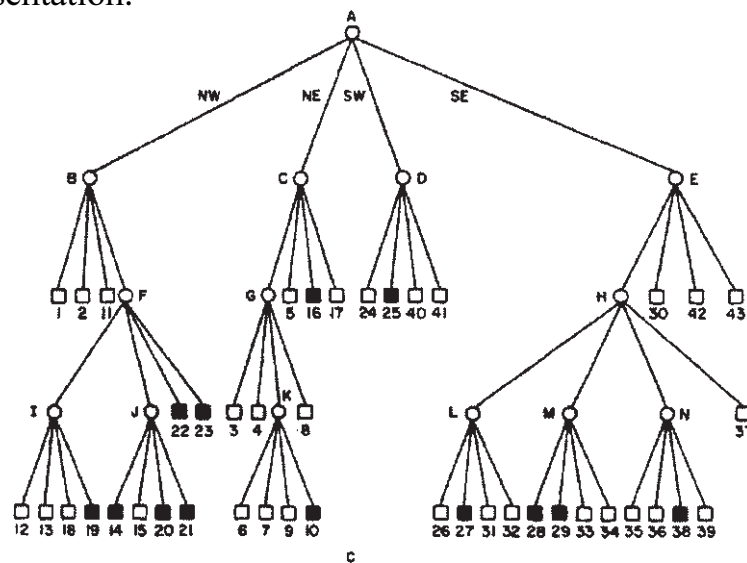 sentation.
A
NW NE SW SE
B C D E
F G H
1 2 11 5 16 17 24 25 40 41 30 42 43
I J K L M N
22 23 3 4 8 37
12 13 18 19 14 15 20 21 6 7 9 10 26 27 31 32 28 29 33 34 35 36 38 39
C